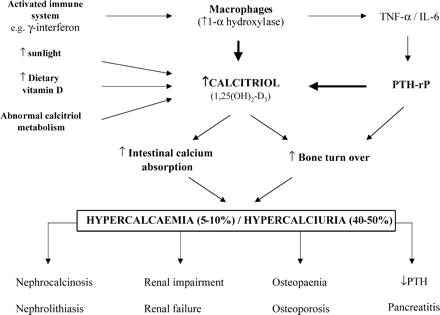 Activated immune
system
e.g. γ-interferon
Macrophages
(↑1-α hydroxylase)
TNF-α / IL-6
↑ sunlight
↑ Dietary
vitamin D
Abnormal calcitriol
metabolism
↑CALCITRIOL
(1,25(OH)2-D3)
PTH-rP
↑ Intestinal calcium
absorption
↑ Bone turn over
HYPERCALCAEMIA (5-10%) / HYPERCALCIURIA (40-50%)
Nephrocalcinosis
Renal impairment
Osteopaenia
↓PTH
Nephrolithiasis
Renal failure
Osteoporosis
Pancreatitis